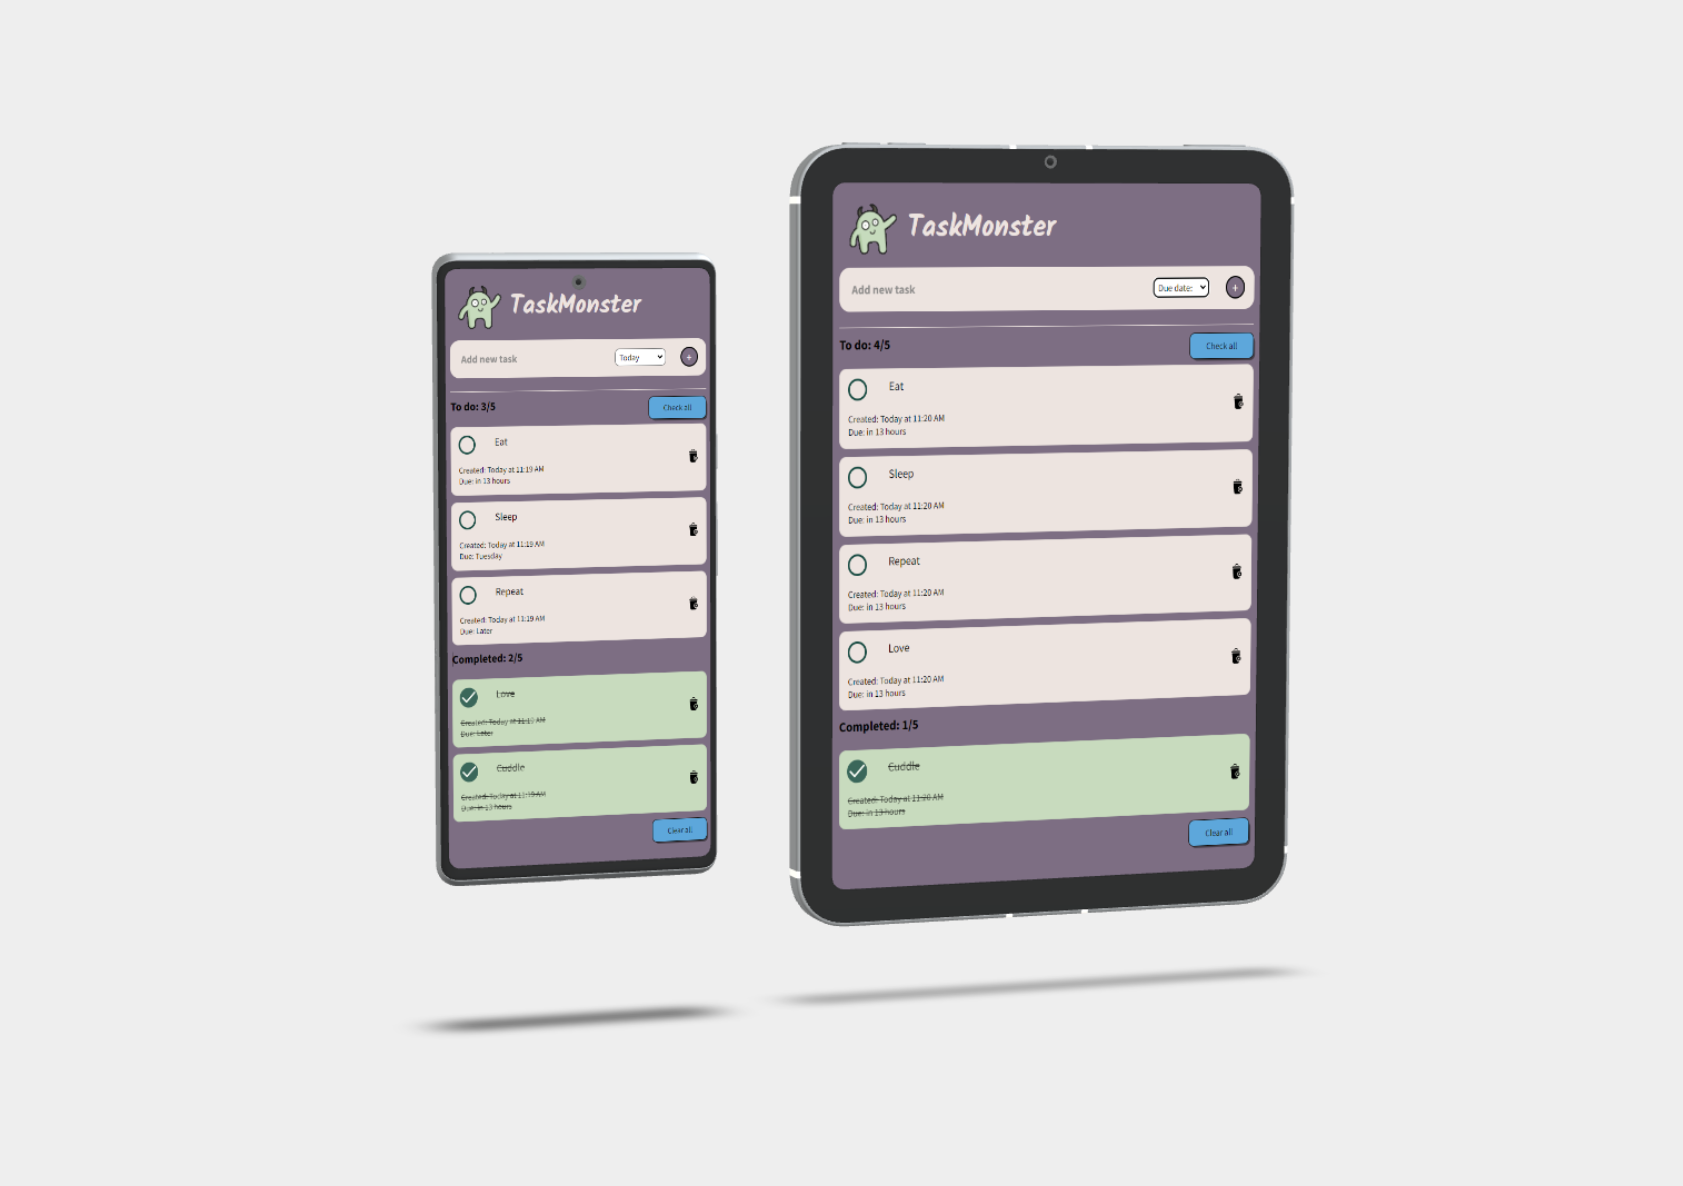 TaskMonster
Add new task
Today
+
To do: 3/5
Check all
Eat
Created: Today at 11:19 AM
Due: in 13 hours
Sleep
Created: Today at 11:19 AM
Due: Tuesday
Repeat
Created: Today at 11:19 AM
Due: Later
Completed: 2/5
Love
Created: Today at 11:19 AM
Due: Later
Cuddle
Created: Today at 11:19 AM
Due: in 13 hours
Clear all
TaskMonster
Add new task
Due date:
+
To do: 4/5
Check all
Eat
Created: Today at 11:20 AM
Due: in 13 hours
Sleep
Created: Today at 11:20 AM
Due: in 13 hours
Repeat
Created: Today at 11:20 AM
Due: in 13 hours
Love
Created: Today at 11:20 AM
Due: in 13 hours
Completed: 1/5
Cuddle
Created: Today at 11:20 AM
Due: in 13 hours
Clear all